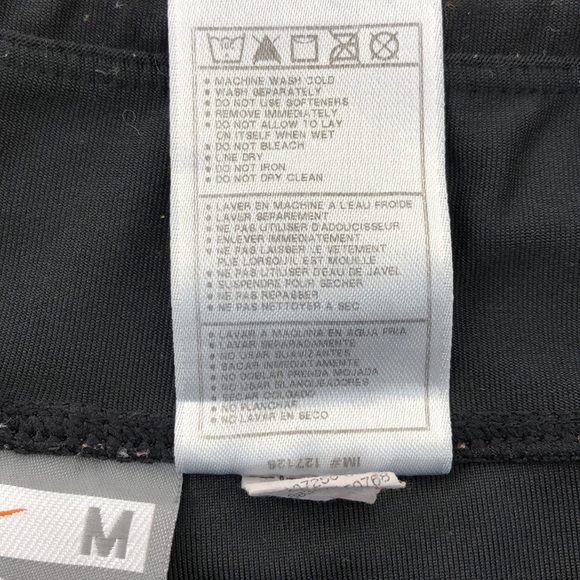 • MACHINE WASH COLD
• WASH SEPARATELY
• DO NOT USE SOFTENERS
• REMOVE IMMEDIATELY
• DO NOT ALLOW TO LAY
ON ITSELF WHEN WET
• DO NOT BLEACH
• LINE DRY
• DO NOT IRON
• DO NOT DRY CLEAN
• LAVER EN MACHINE A L'EAU FROIDE
• LAVER SEPAREMENT
• NE PAS UTILISER D'ADOUCISSEUR
• ENLEVER IMMEDIATEMENT
• NE PAS LAISSER LE VETEMENT
PLIE LORSQU'IL EST MOUILLE
• NE PAS UTILISER D'EAU DE JAVEL
• SUSPENDRE POUR SECHER
• NE PAS REPASSER
• NE PAS NETTOYER A SEC
• LAVAR A MAQUINA EN AGUA FRIA
• LAVAR SEPARADAMENTE
• NO USAR SUAVIZANTES
• SACAR INMEDIATAMENTE
• NO DOBLAR PRENDA MOJADA
• NO USAR BLANQUEADORES
• SECAR COLGADO
• NO PLANCHAR
• NO LAVAR EN SECO
IM# 127126
M